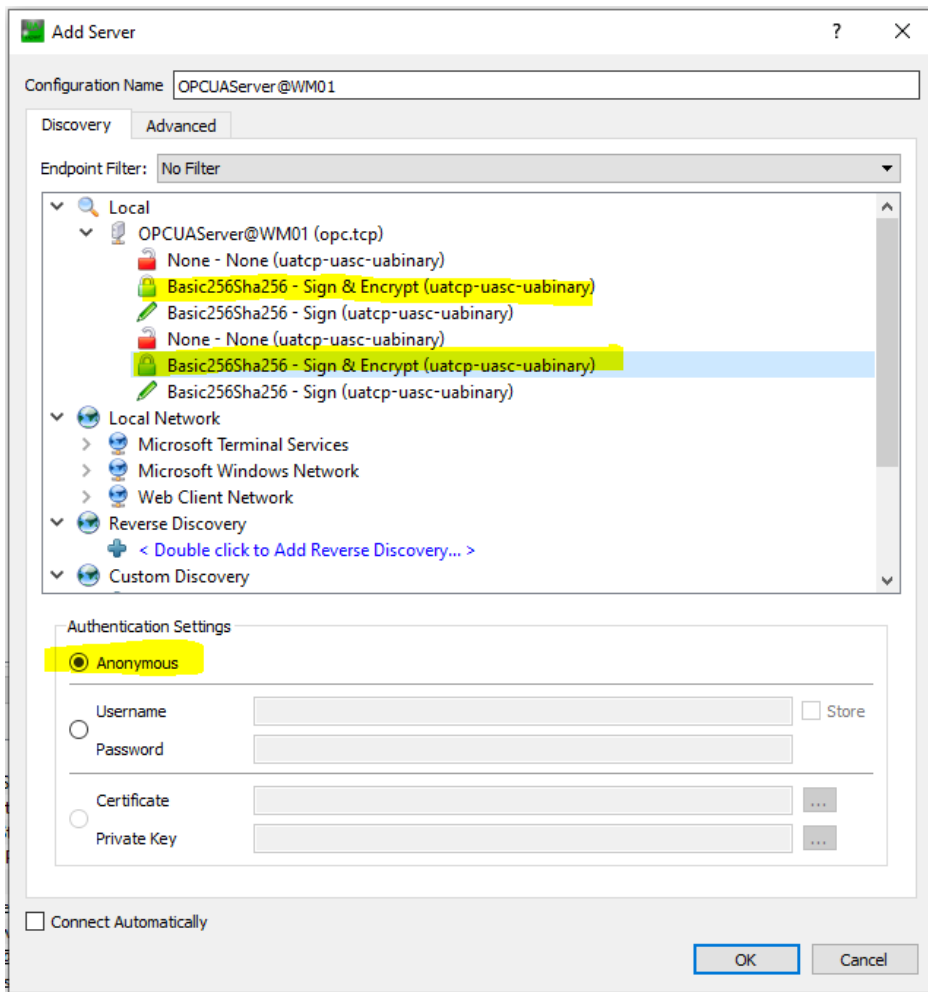 Add Server
?
Configuration Name OPCUAServer@WM01
Discovery Advanced
Endpoint Filter: No Filter
Local
OPCUAServer@WM01 (opc.tcp)
None - None (uatcp-uasc-uabinary)
Basic256Sha256 - Sign & Encrypt (uatcp-uasc-uabinary)
Basic256Sha256 - Sign (uatcp-uasc-uabinary)
None - None (uatcp-uasc-uabinary)
Basic256Sha256 - Sign & Encrypt (uatcp-uasc-uabinary)
Basic256Sha256 - Sign (uatcp-uasc-uabinary)
Local Network
Microsoft Terminal Services
Microsoft Windows Network
Web Client Network
Reverse Discovery
< Double click to Add Reverse Discovery... >
Custom Discovery
Authentication Settings
Anonymous
Username
Store
Password
Certificate
...
Private Key
...
Connect Automatically
OK Cancel